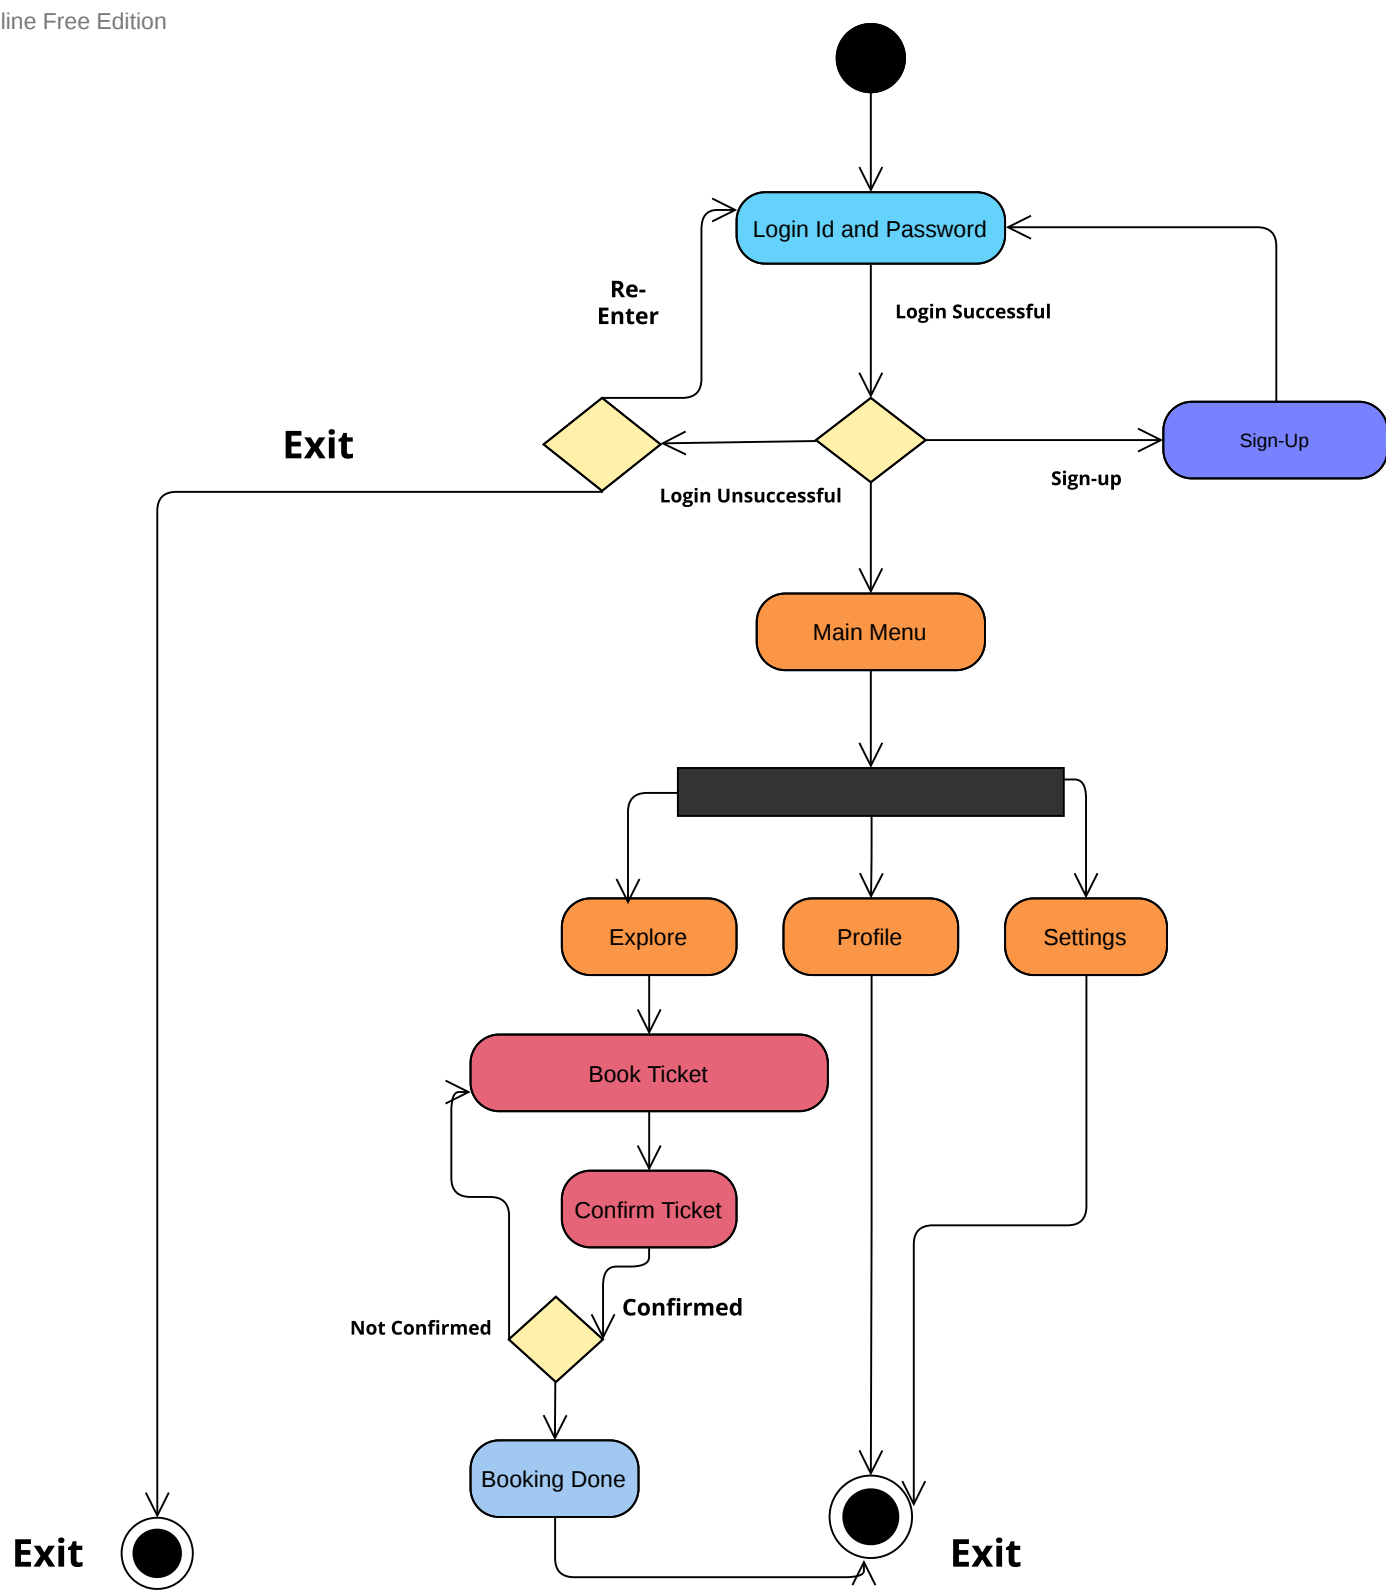 line Free Edition
Login Id and Password
Re-
Enter
Login Successful
Exit
Sign-Up
Sign-up
Login Unsuccessful
Main Menu
Explore
Profile
Settings
Book Ticket
Confirm Ticket
Confirmed
Not Confirmed
Booking Done
Exit
Exit